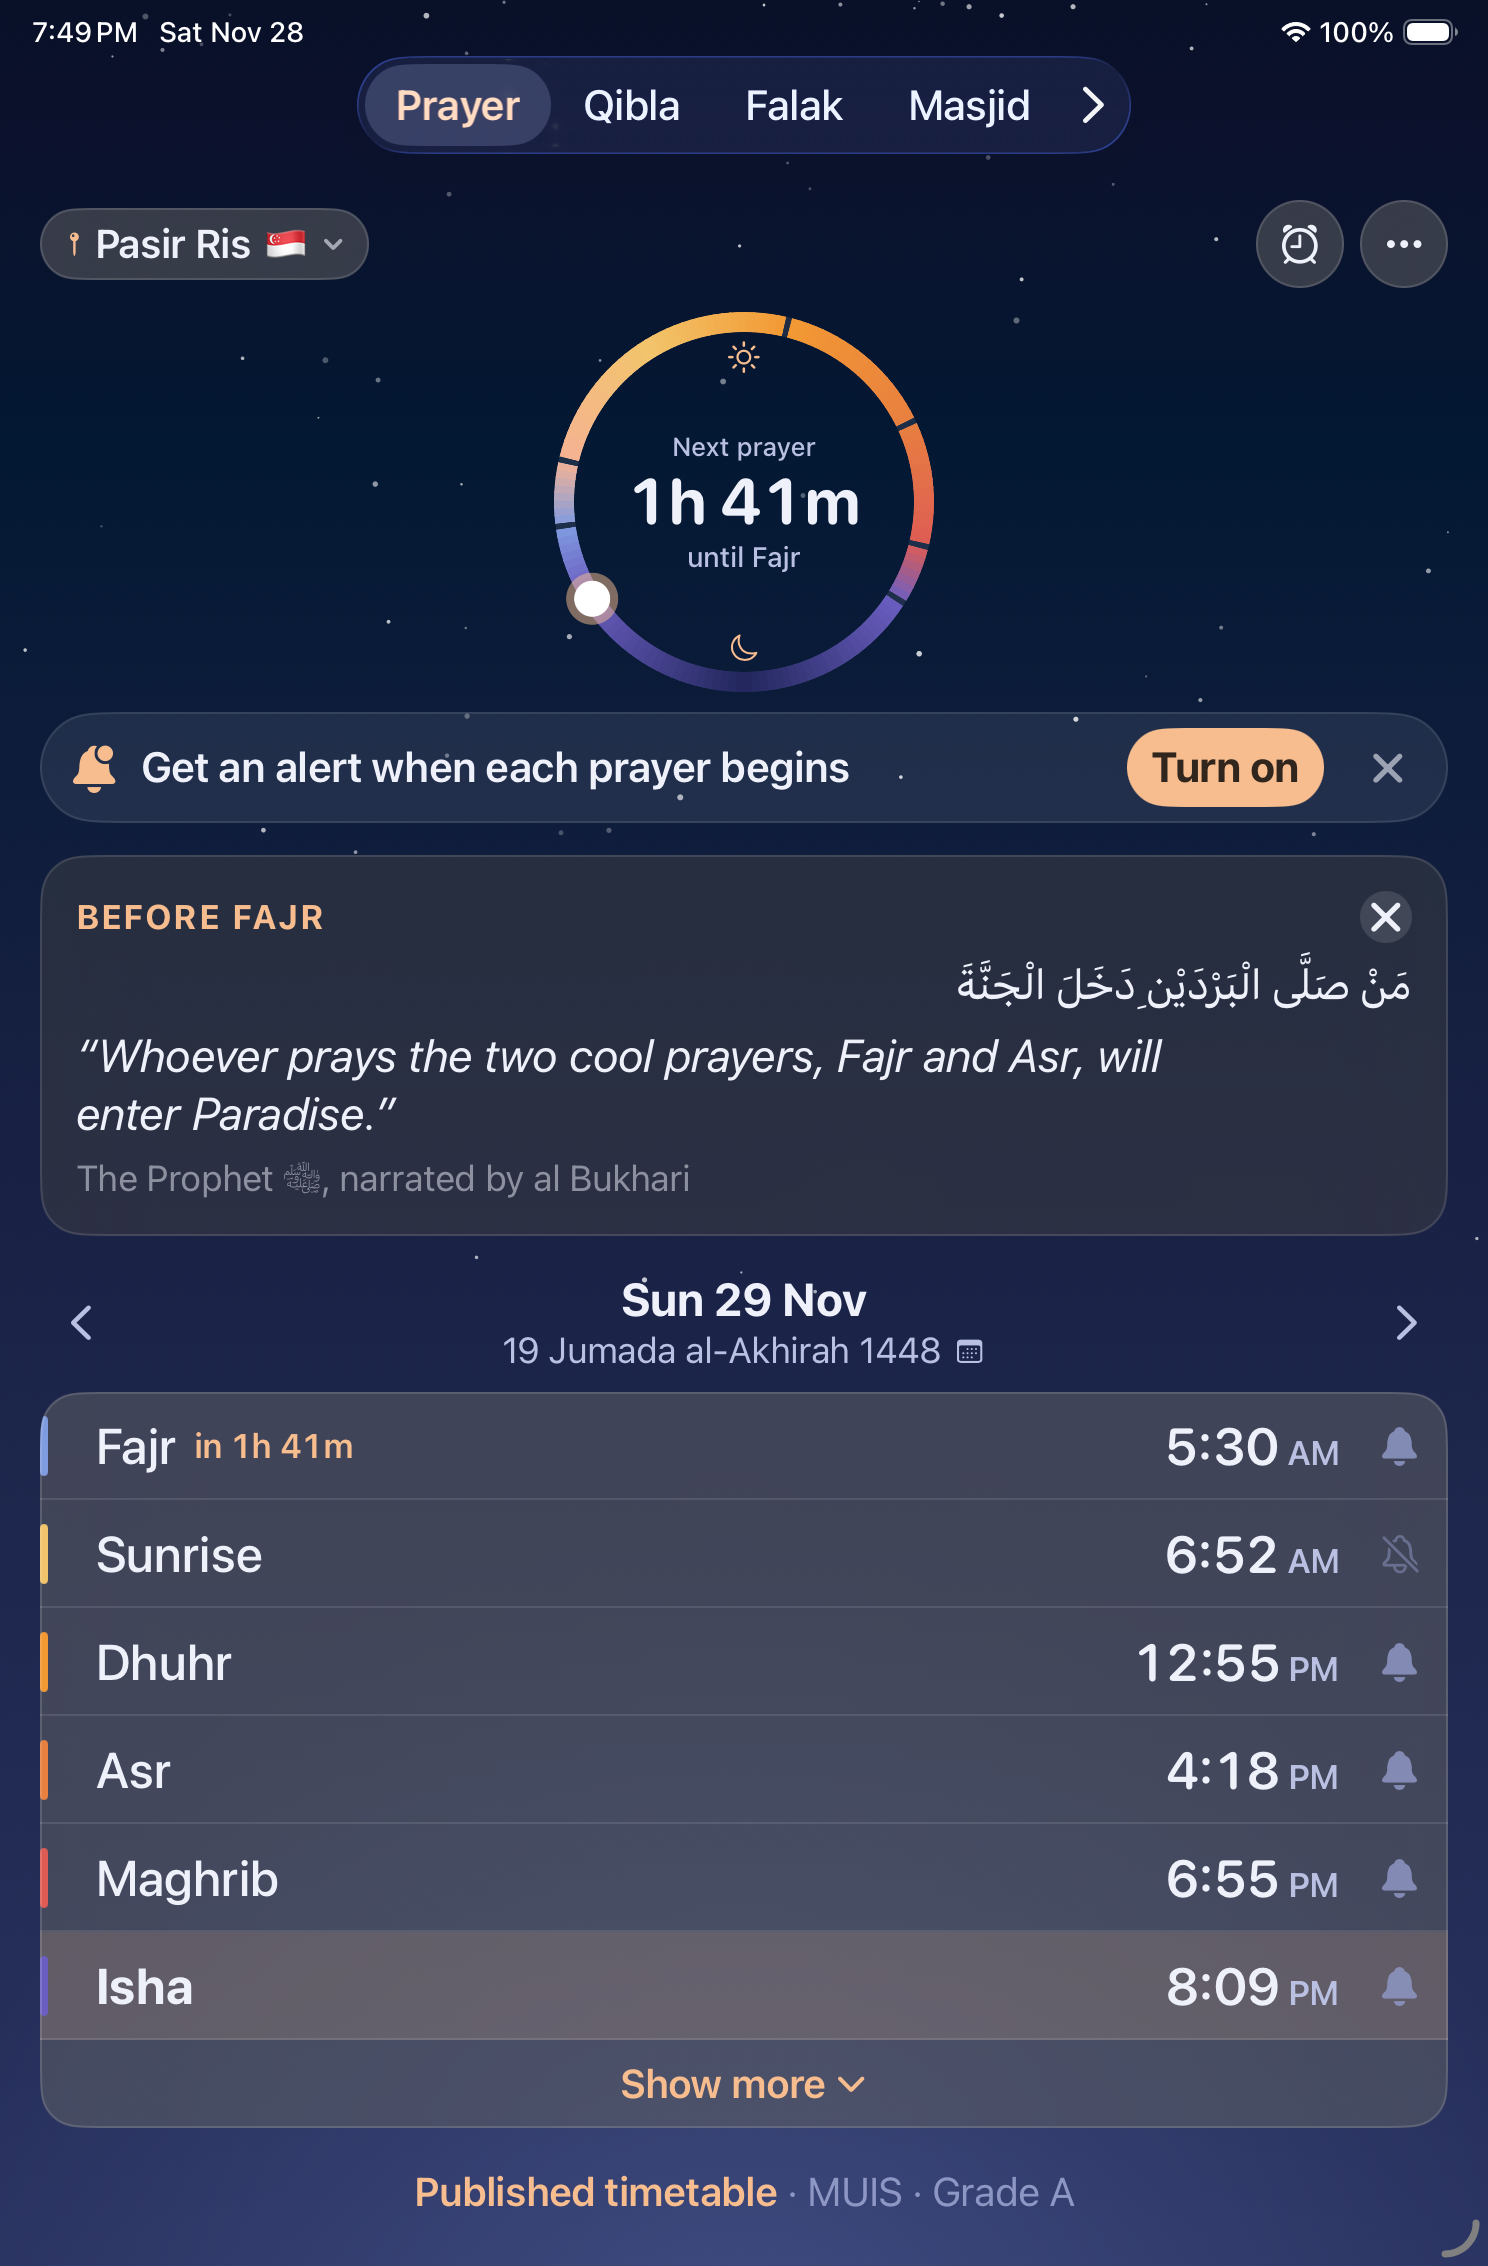 7:49 PM Sat Nov 28
100%
Prayer Qibla Falak Masjid
Pasir Ris
Next prayer
1h 41m
until Fajr
Get an alert when each prayer begins
Turn on
BEFORE FAJR
مَنْ صَلَّى الْبَرْدَيْنِ دَخَلَ الْجَنَّةَ
“Whoever prays the two cool prayers, Fajr and Asr, will
enter Paradise.”
The Prophet ﷺ, narrated by al Bukhari
Sun 29 Nov
19 Jumada al-Akhirah 1448
Fajr in 1h 41m 5:30 AM
Sunrise 6:52 AM
Dhuhr 12:55 PM
Asr 4:18 PM
Maghrib 6:55 PM
Isha 8:09 PM
Show more
Published timetable · MUIS · Grade A